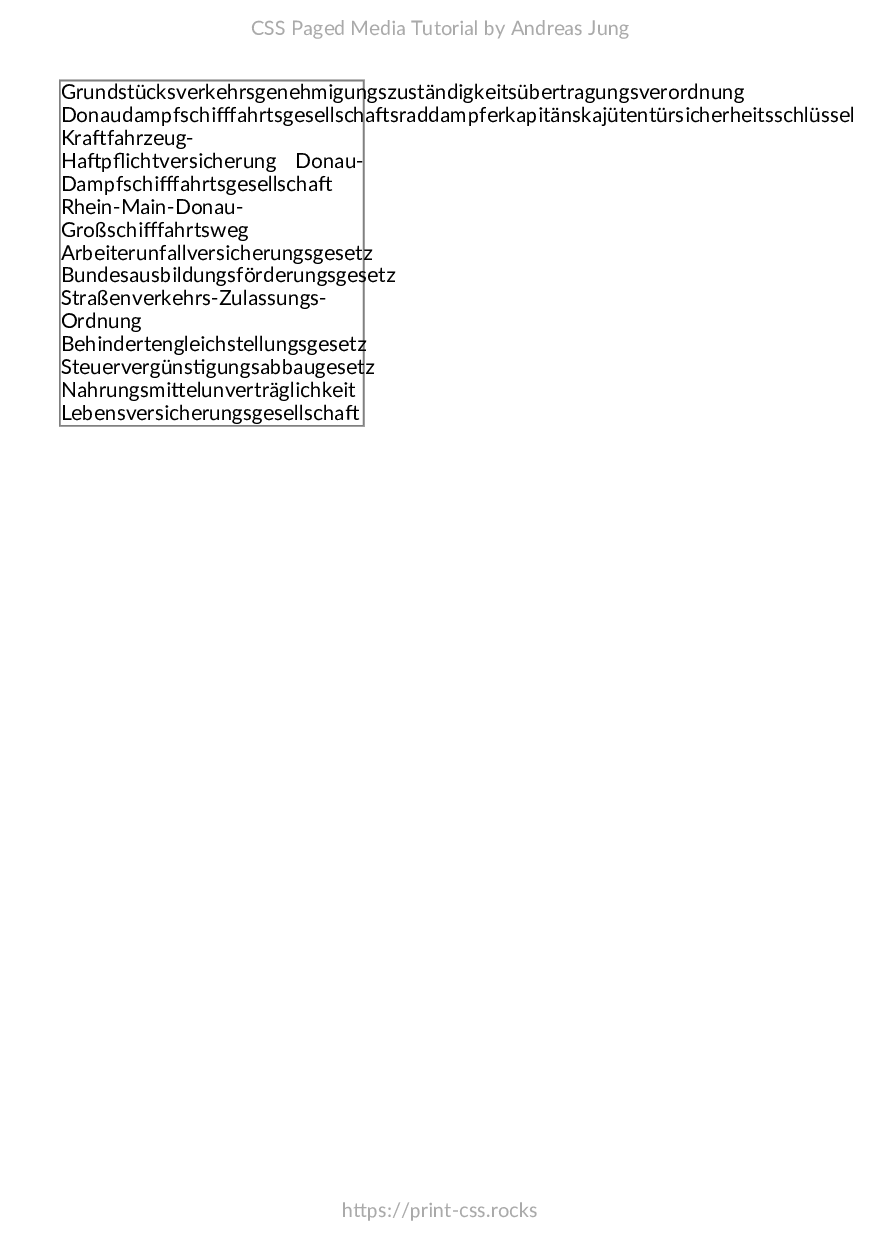 CSS Paged Media Tutorial by Andreas Jung
Grundstücksverkehrsgenehmigungszuständigkeitsübertragungsverordnung
Donaudampfschifffahrtsgesellschaftsraddampferkapitänskajütentürsicherheitsschlüssel
Kraftfahrzeug-
Haftpflichtversicherung Donau-
Dampfschifffahrtsgesellschaft
Rhein-Main-Donau-
Großschifffahrtsweg
Arbeiterunfallversicherungsgesetz
Bundesausbildungsförderungsgesetz
Straßenverkehrs-Zulassungs-
Ordnung
Behindertengleichstellungsgesetz
Steuervergünstigungsabbaugesetz
Nahrungsmittelunverträglichkeit
Lebensversicherungsgesellschaft
https://print-css.rocks